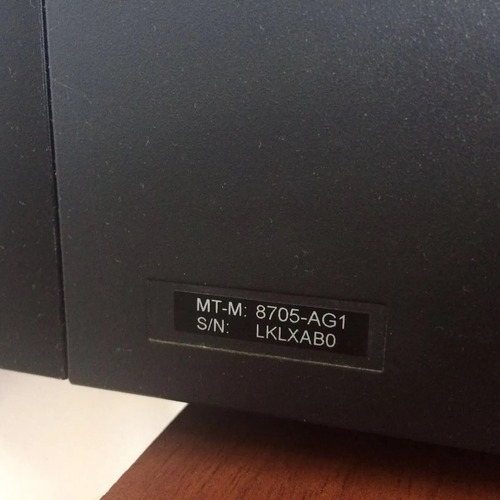 MT-M: 8705-AG1
S/N: LKLXAB0